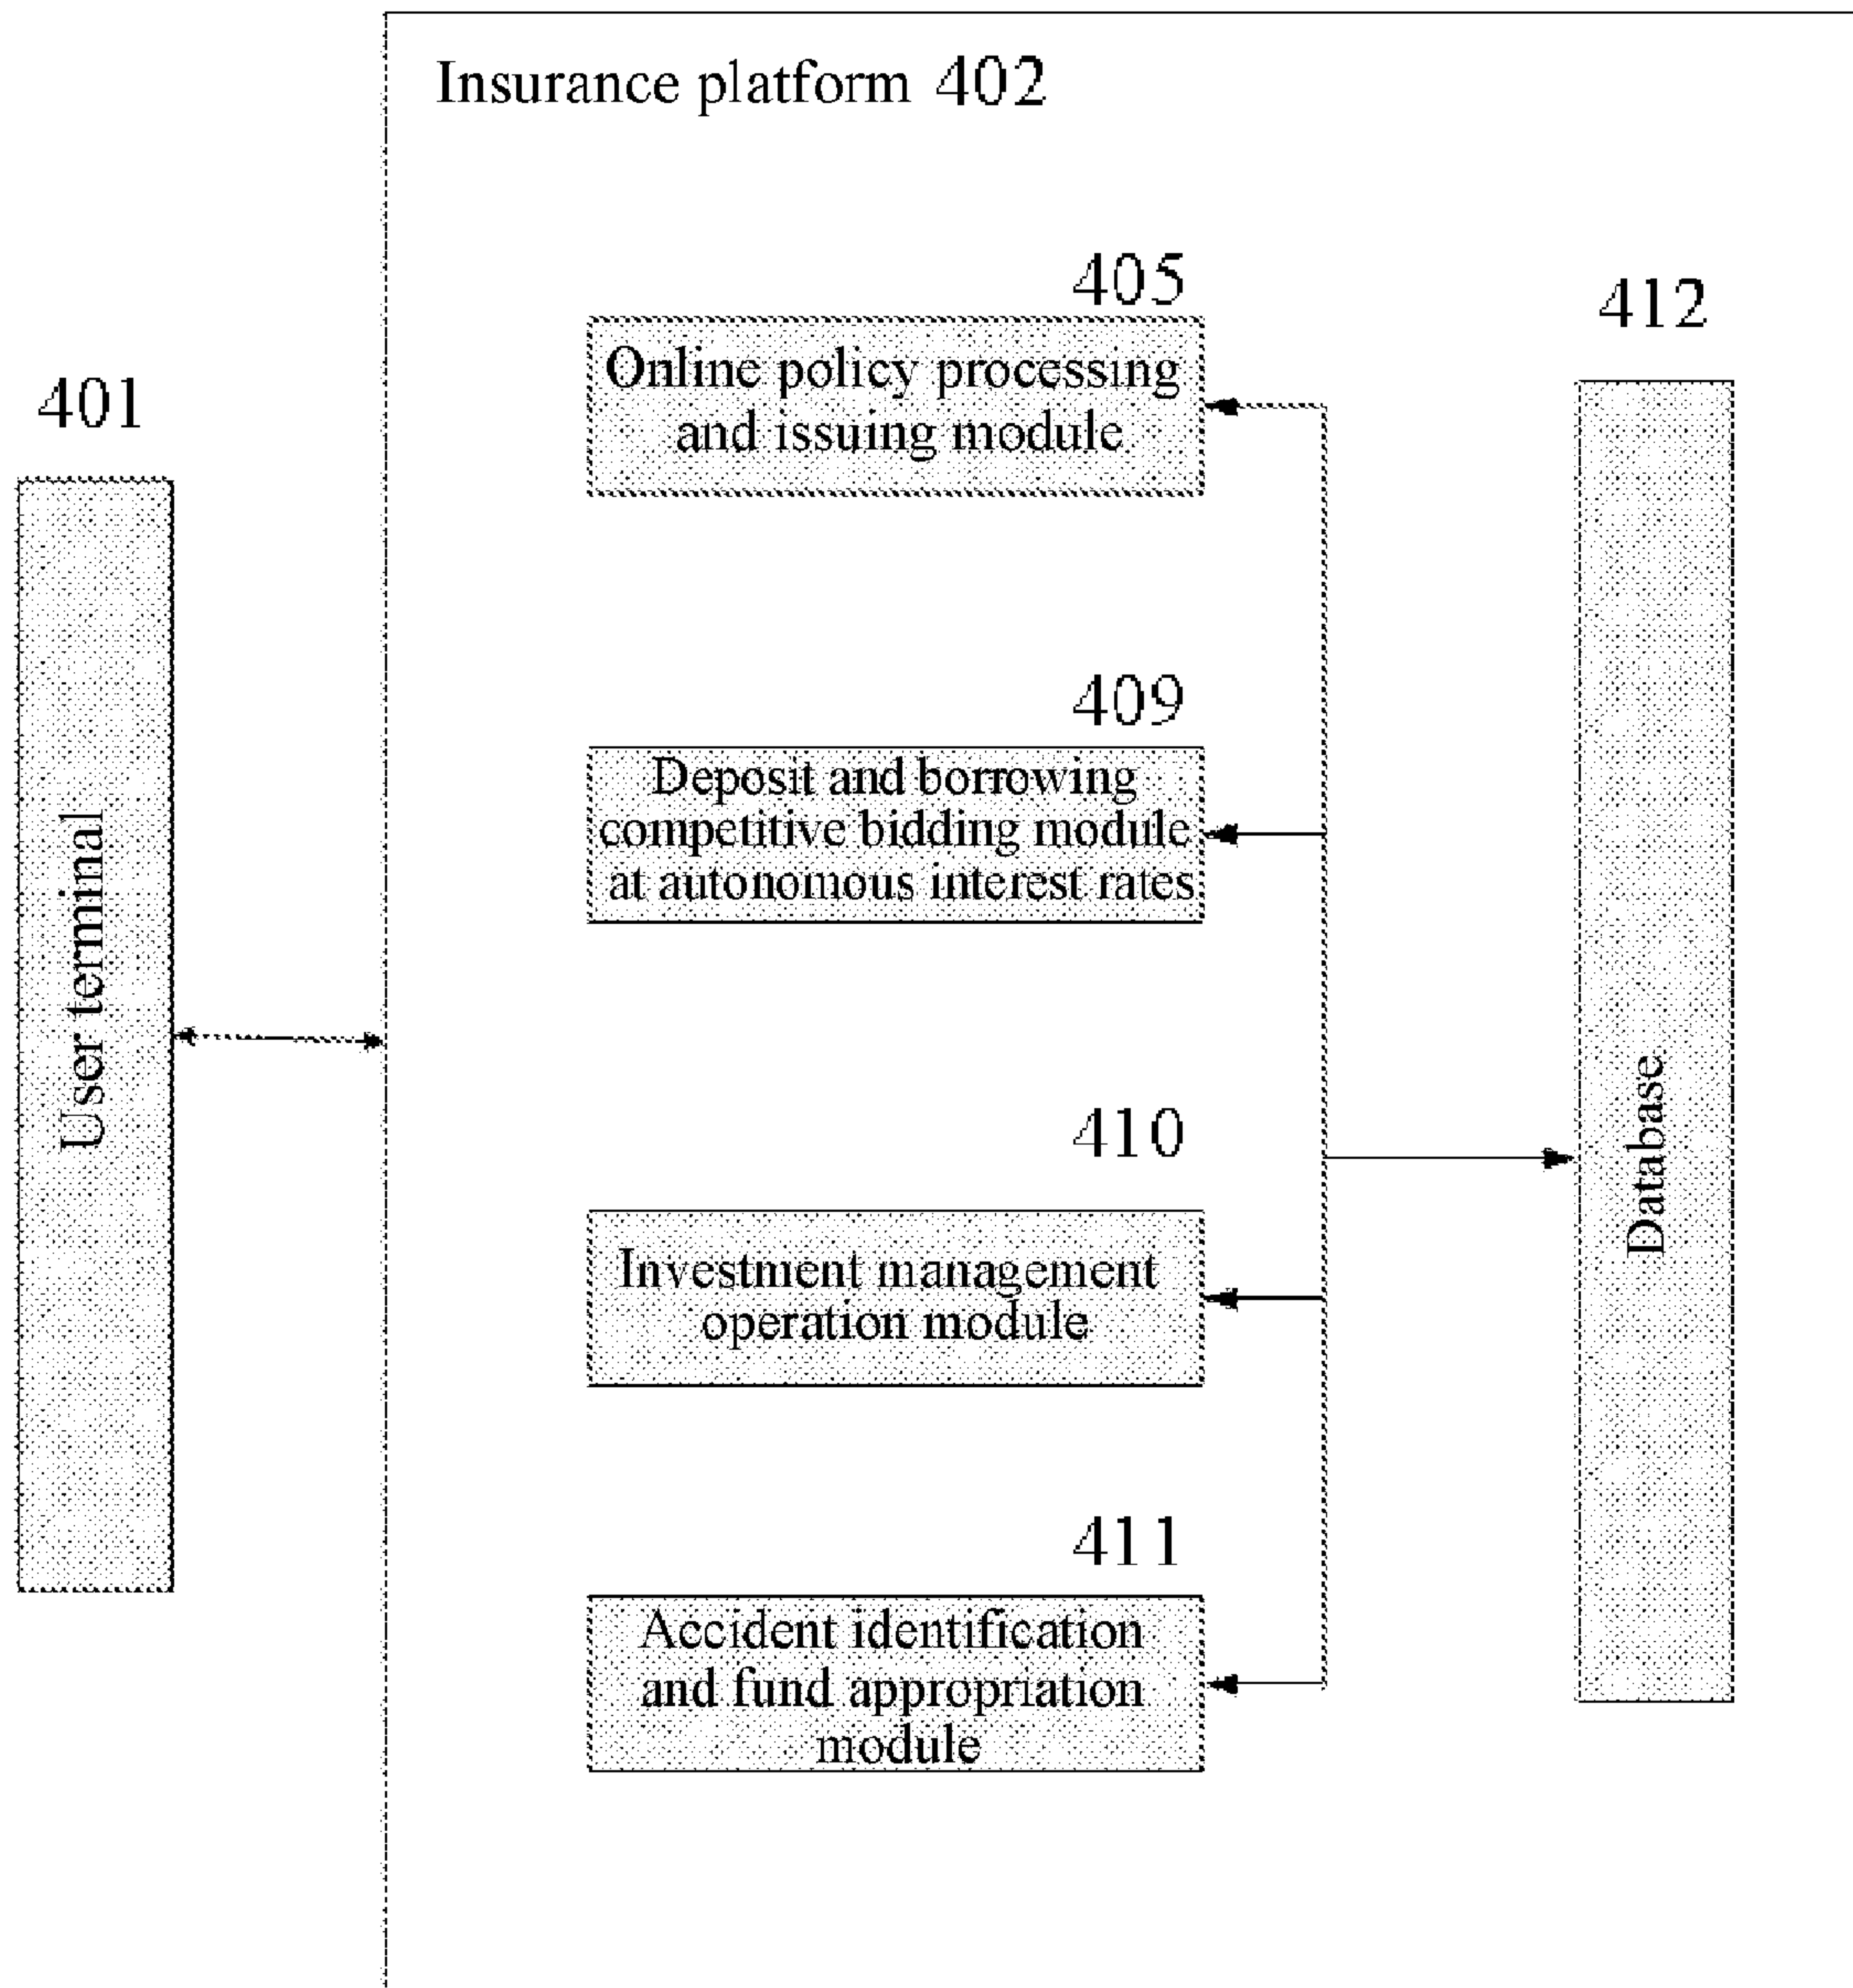 Insurance platform 402
401
User terminal
405
Online policy processing
and issuing module
409
Deposit and borrowing
competitive bidding module
at autonomous interest rates
410
Investment management
operation module
411
Accident identification
and fund appropriation
module
412
Database